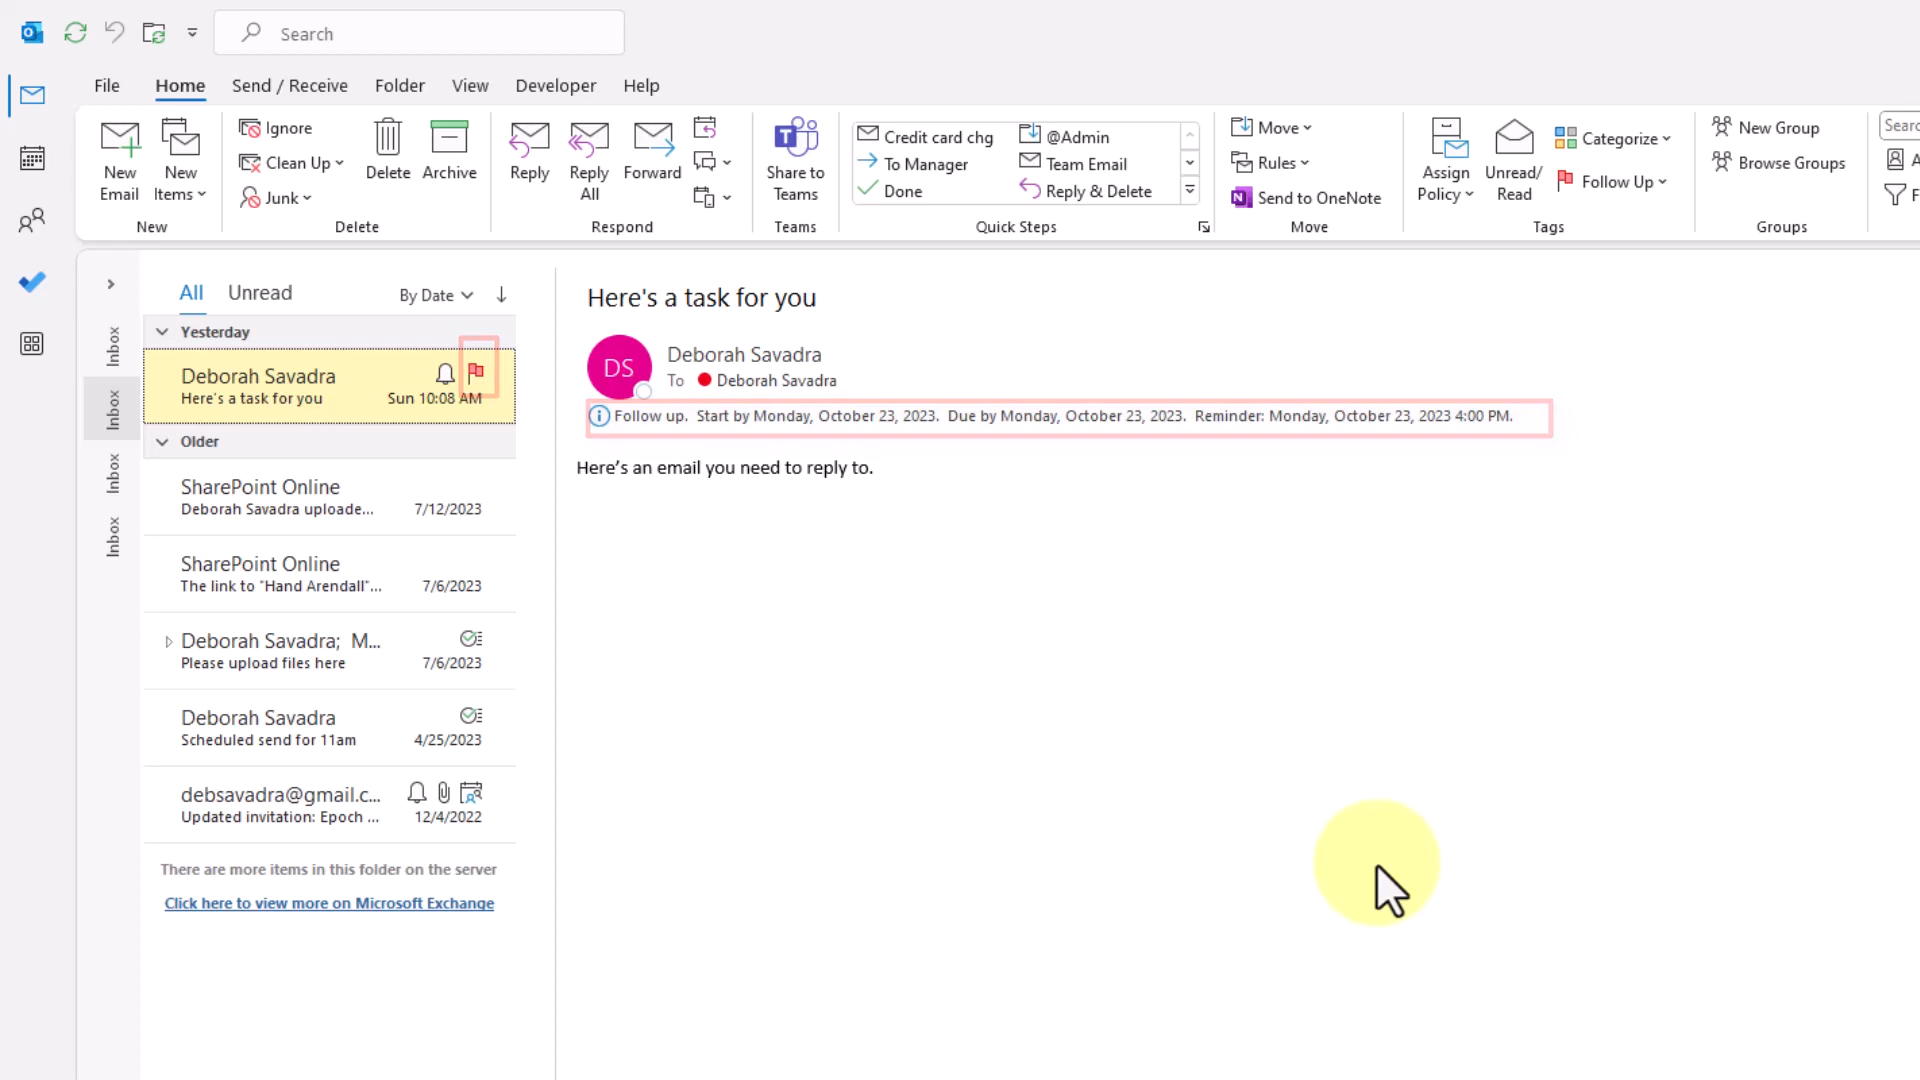 Search
File Home Send / Receive Folder View Developer Help
New Email
New Items
New
Ignore
Clean Up
Junk
Delete
Archive
Delete
Reply
Reply All
Forward
Respond
Share to Teams
Teams
Credit card chg
To Manager
Done
@Admin
Team Email
Reply & Delete
Quick Steps
Move
Rules
Send to OneNote
Move
Assign Policy
Unread/ Read
Categorize
Follow Up
Tags
New Group
Browse Groups
Groups
Sear
A
F
Inbox
Inbox
Inbox
Inbox
All Unread By Date
Yesterday
Deborah Savadra
Here's a task for you Sun 10:08 AM
Older
SharePoint Online
Deborah Savadra uploade... 7/12/2023
SharePoint Online
The link to "Hand Arendall"... 7/6/2023
Deborah Savadra; M...
Please upload files here 7/6/2023
Deborah Savadra
Scheduled send for 11am 4/25/2023
debsavadra@gmail.c...
Updated invitation: Epoch ... 12/4/2022
There are more items in this folder on the server
Click here to view more on Microsoft Exchange
Here's a task for you
DS
Deborah Savadra
To Deborah Savadra
Follow up. Start by Monday, October 23, 2023. Due by Monday, October 23, 2023. Reminder: Monday, October 23, 2023 4:00 PM.
Here’s an email you need to reply to.